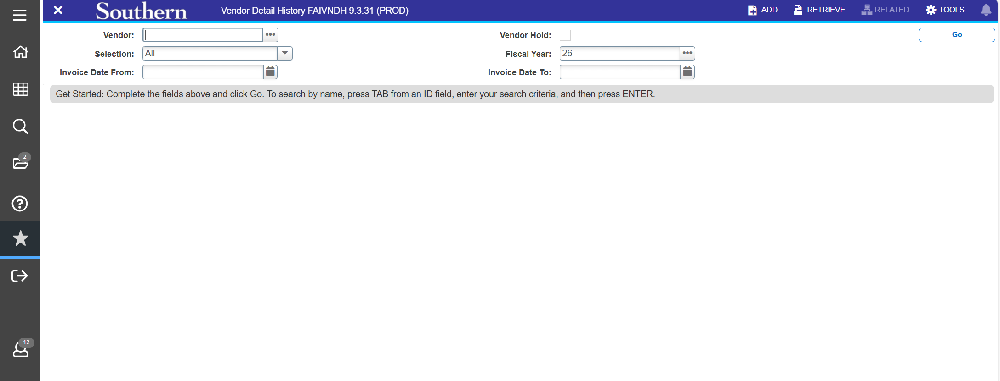 Southern Vendor Detail History FAIVNDH 9.3.31 (PROD) ADD RETRIEVE RELATED TOOLS
Vendor: ••• Vendor Hold: Go
Selection: All Fiscal Year: 26 •••
Invoice Date From: Invoice Date To:
Get Started: Complete the fields above and click Go. To search by name, press TAB from an ID field, enter your search criteria, and then press ENTER.
2
12